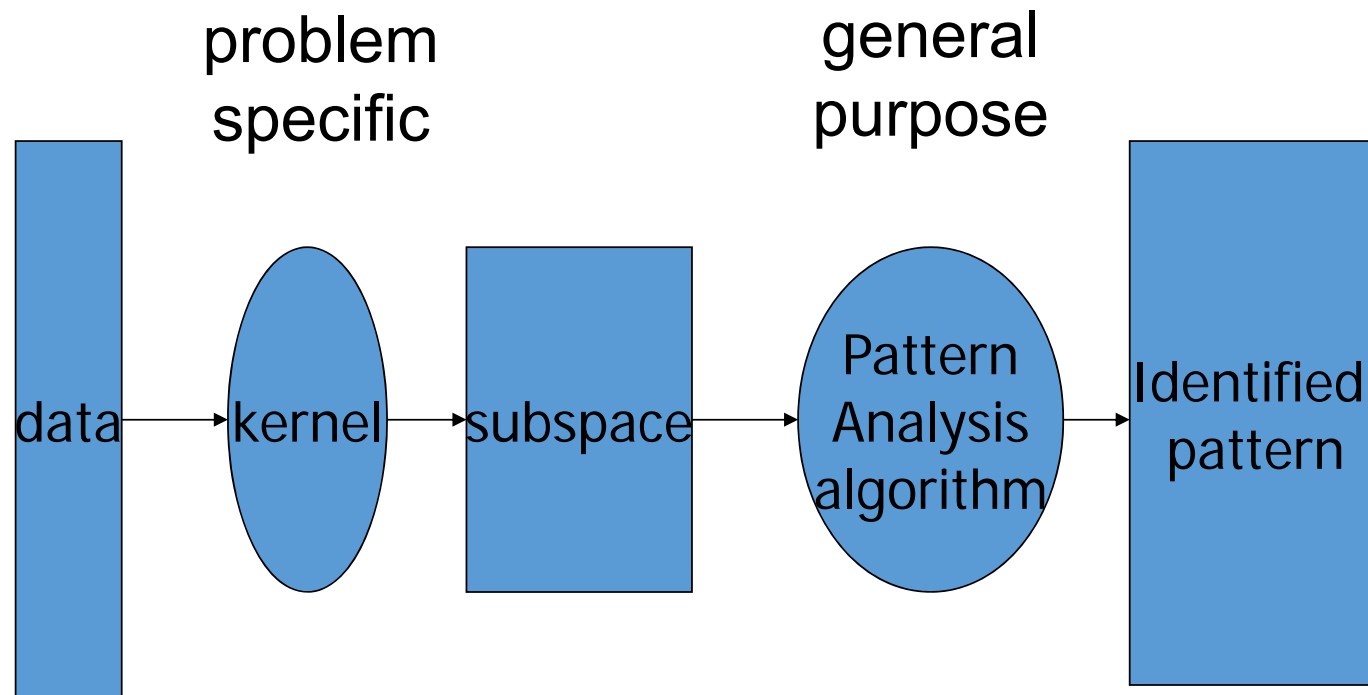 problem
specific
general
purpose
data
kernel
subspace
Pattern
Analysis
algorithm
Identified
pattern